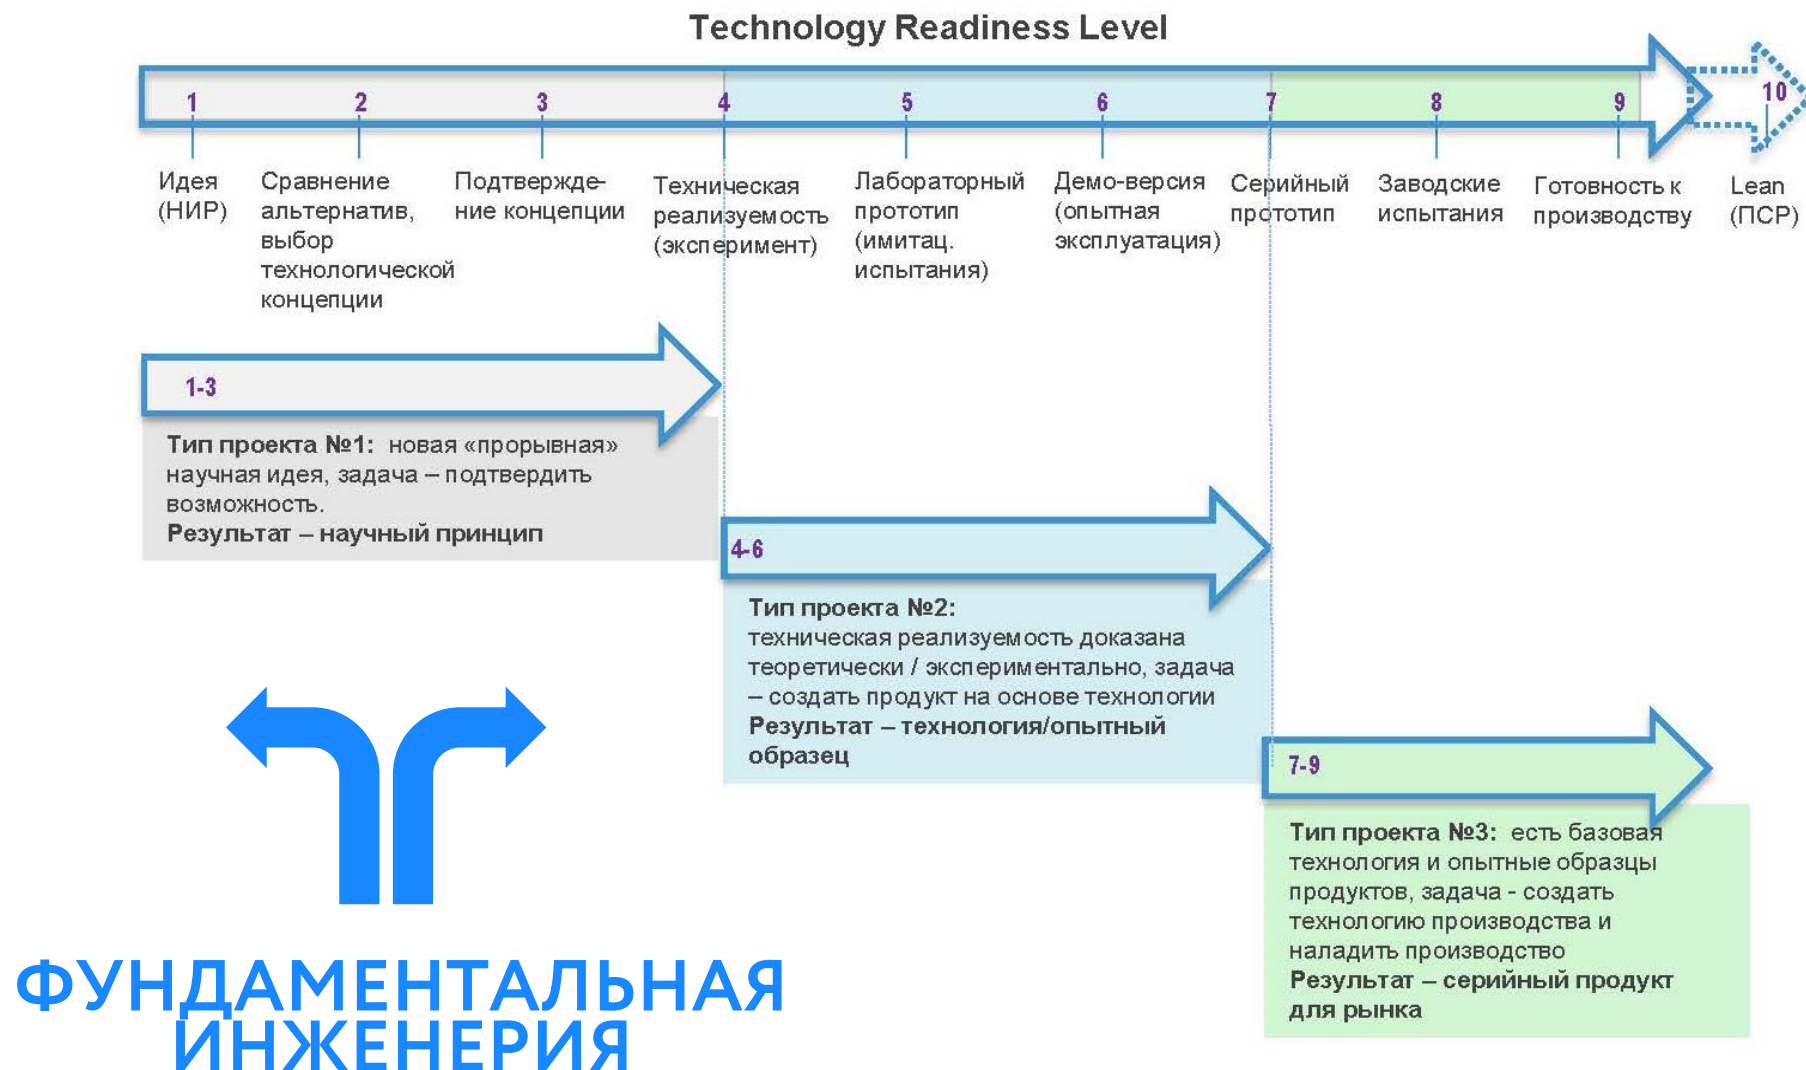 Technology Readiness Level
1 2 3 4 5 6 7 8 9 10
Идея
(НИР)
Сравнение
альтернатив,
выбор
технологической
концепции
Подтвержде-
ние концепции
Техническая
реализуемость
(эксперимент)
Лабораторный
прототип
(имитац.
испытания)
Демо-версия
(опытная
эксплуатация)
Серийный
прототип
Заводские
испытания
Готовность к
производству
Lean
(ПСР)
1-3
Тип проекта №1: новая «прорывная»
научная идея, задача – подтвердить
возможность.
Результат – научный принцип
4-6
Тип проекта №2:
техническая реализуемость доказана
теоретически / экспериментально, задача
– создать продукт на основе технологии
Результат – технология/опытный
образец
7-9
Тип проекта №3: есть базовая
технология и опытные образцы
продуктов, задача - создать
технологию производства и
наладить производство
Результат – серийный продукт
для рынка
ФУНДАМЕНТАЛЬНАЯ
ИНЖЕНЕРИЯ